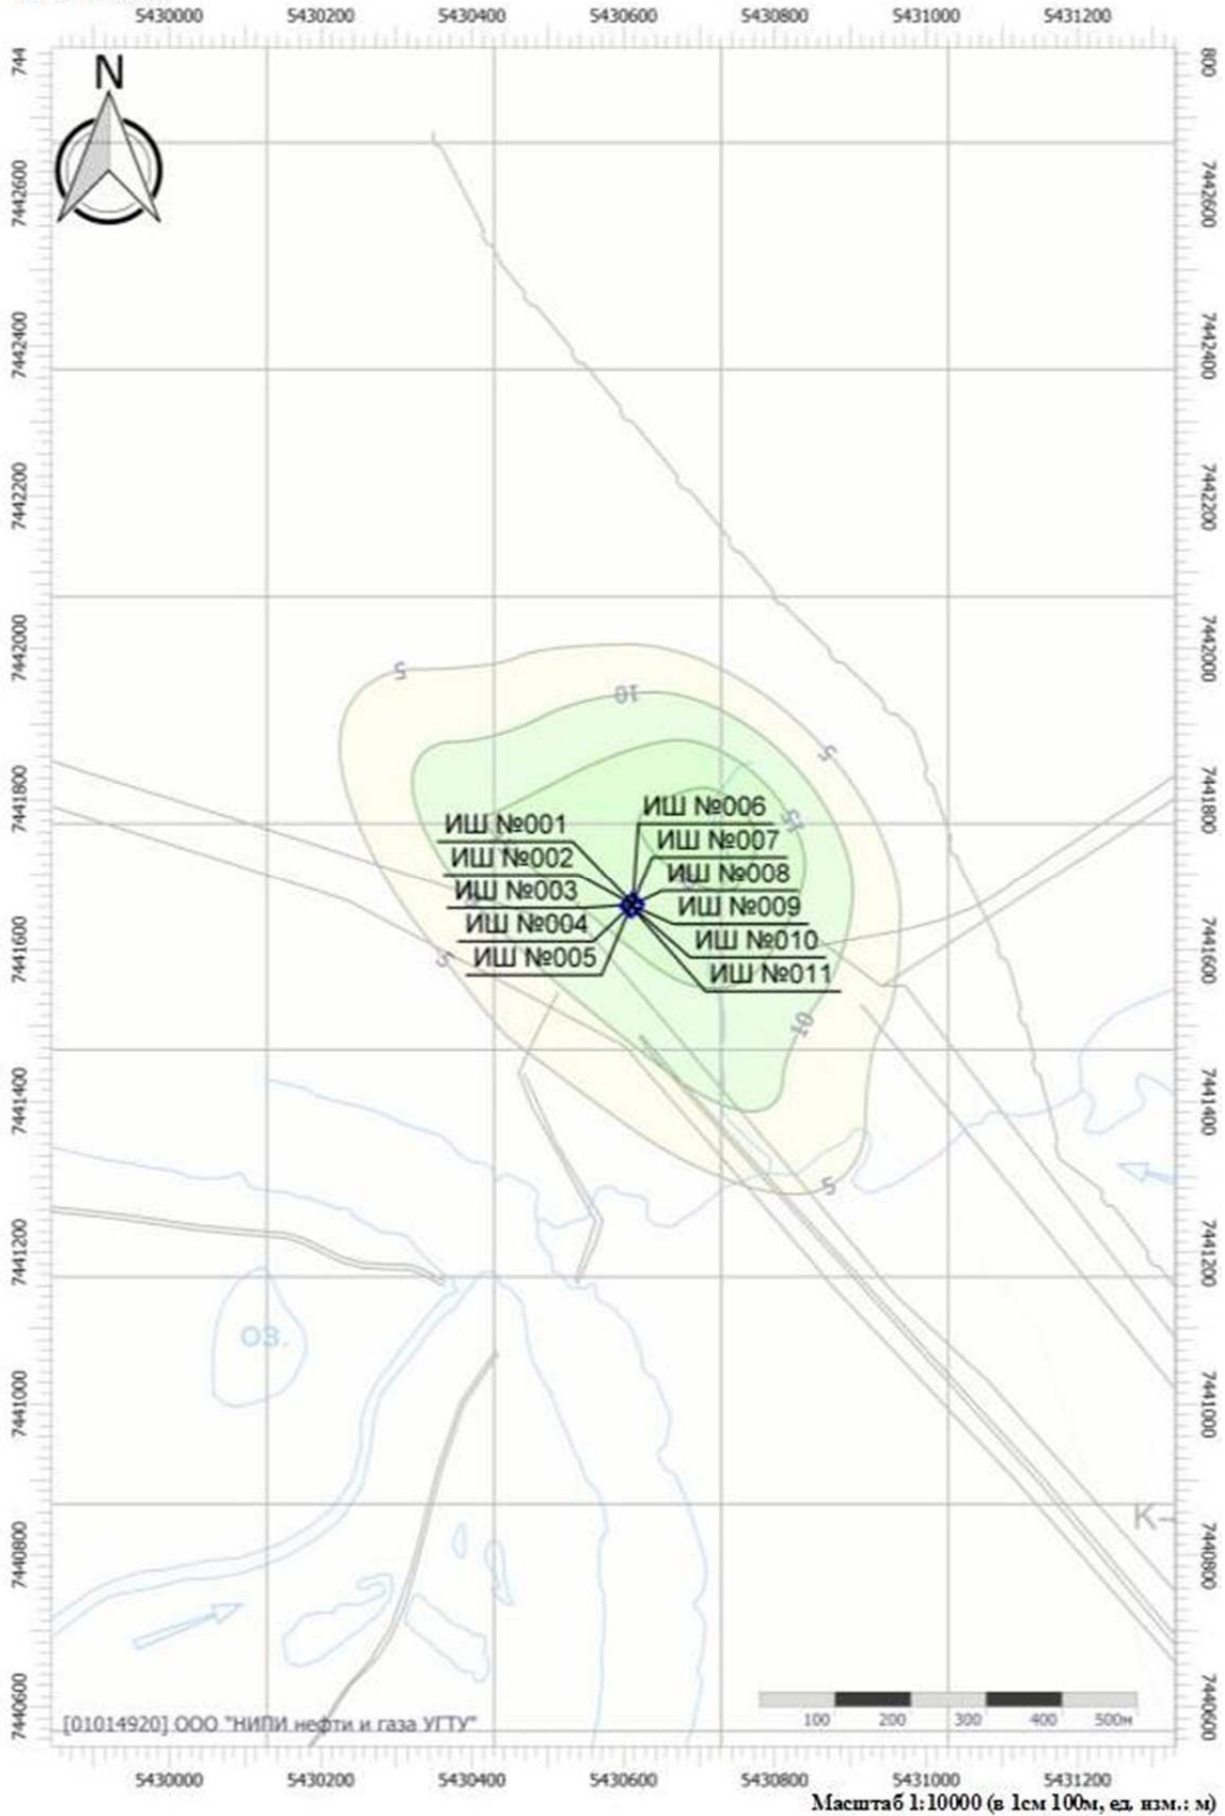 5430000 5430200 5430400 5430600 5430800 5431000 5431200
744
800
N
7442600
7442600
7442400
7442400
7442200
7442200
7442000
7442000
5
10
5
7441800
7441800
15
ИШ №006
ИШ №001
ИШ №007
ИШ №002
ИШ №008
ИШ №003
ИШ №009
ИШ №004
ИШ №010
ИШ №005
ИШ №011
7441600
7441600
5
10
7441400
7441400
5
7441200
7441200
ОЗ.
7441000
7441000
К-
7440800
7440800
7440600
7440600
[01014920] ООО "НИПИ нефти и газа УГТУ"
100 200 300 400 500м
5430000 5430200 5430400 5430600 5430800 5431000 5431200
Масштаб 1:10000 (в 1см 100м, ед. изм.: м)